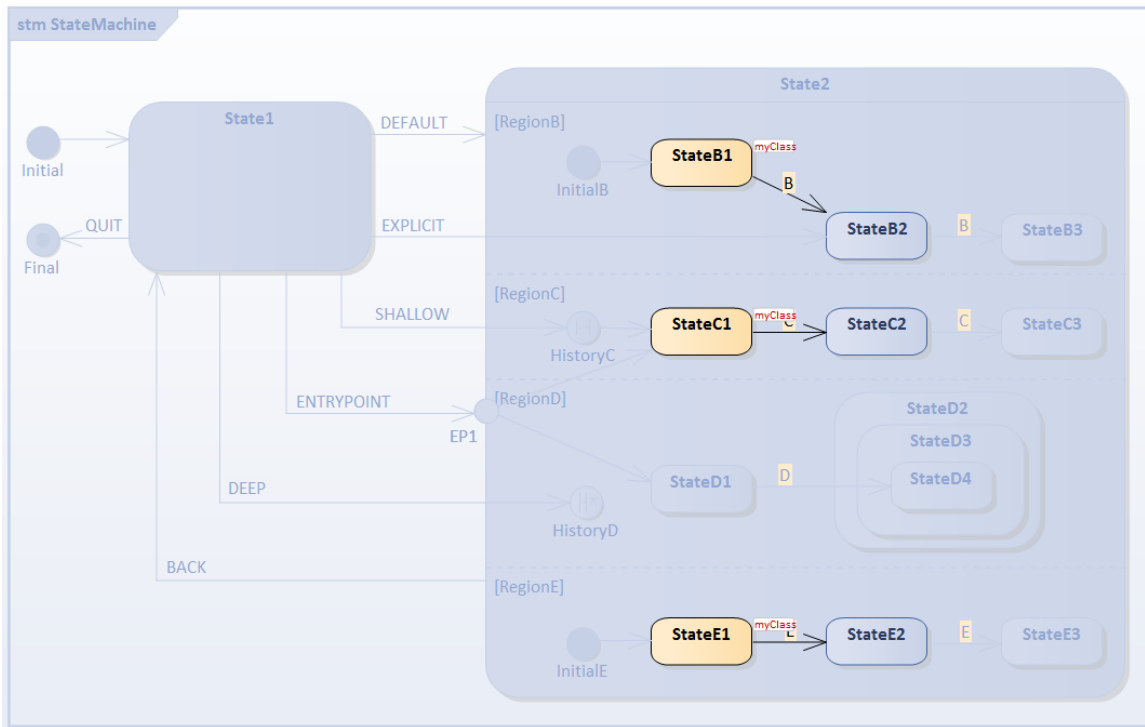 stm StateMachine
State2
State1
DEFAULT
[RegionB]
myClass
StateB1
Initial
InitialB
B
QUIT
EXPLICIT
StateB2
B
StateB3
Final
[RegionC]
SHALLOW
H
StateC1
myClass
C
StateC2
C
StateC3
HistoryC
ENTRYPOINT
[RegionD]
EP1
StateD2
StateD3
StateD1
D
StateD4
DEEP
H*
HistoryD
BACK
[RegionE]
StateE1
myClass
E
StateE2
E
StateE3
InitialE